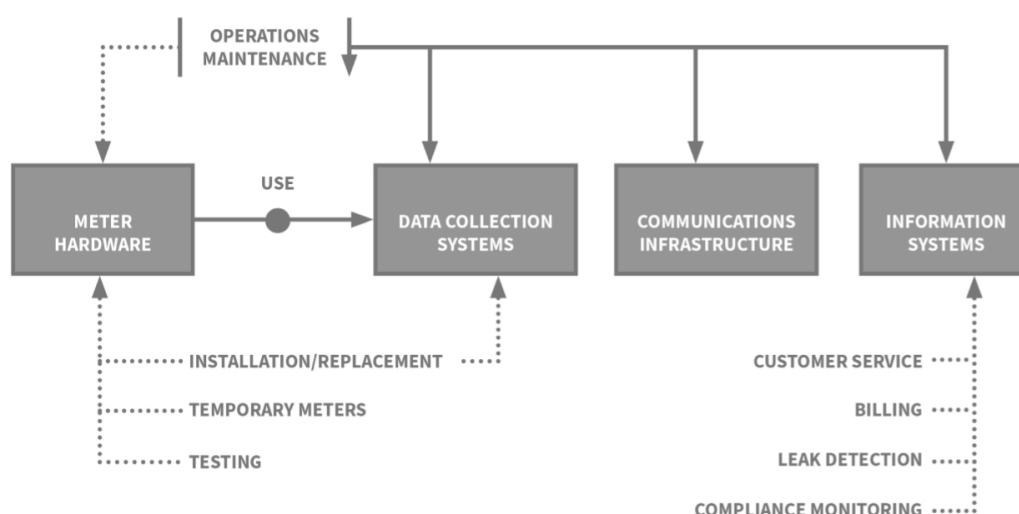 OPERATIONS
MAINTENANCE
USE
METER
HARDWARE
DATA COLLECTION
SYSTEMS
COMMUNICATIONS
INFRASTRUCTURE
INFORMATION
SYSTEMS
INSTALLATION/REPLACEMENT
TEMPORARY METERS
TESTING
CUSTOMER SERVICE
BILLING
LEAK DETECTION
COMPLIANCE MONITORING